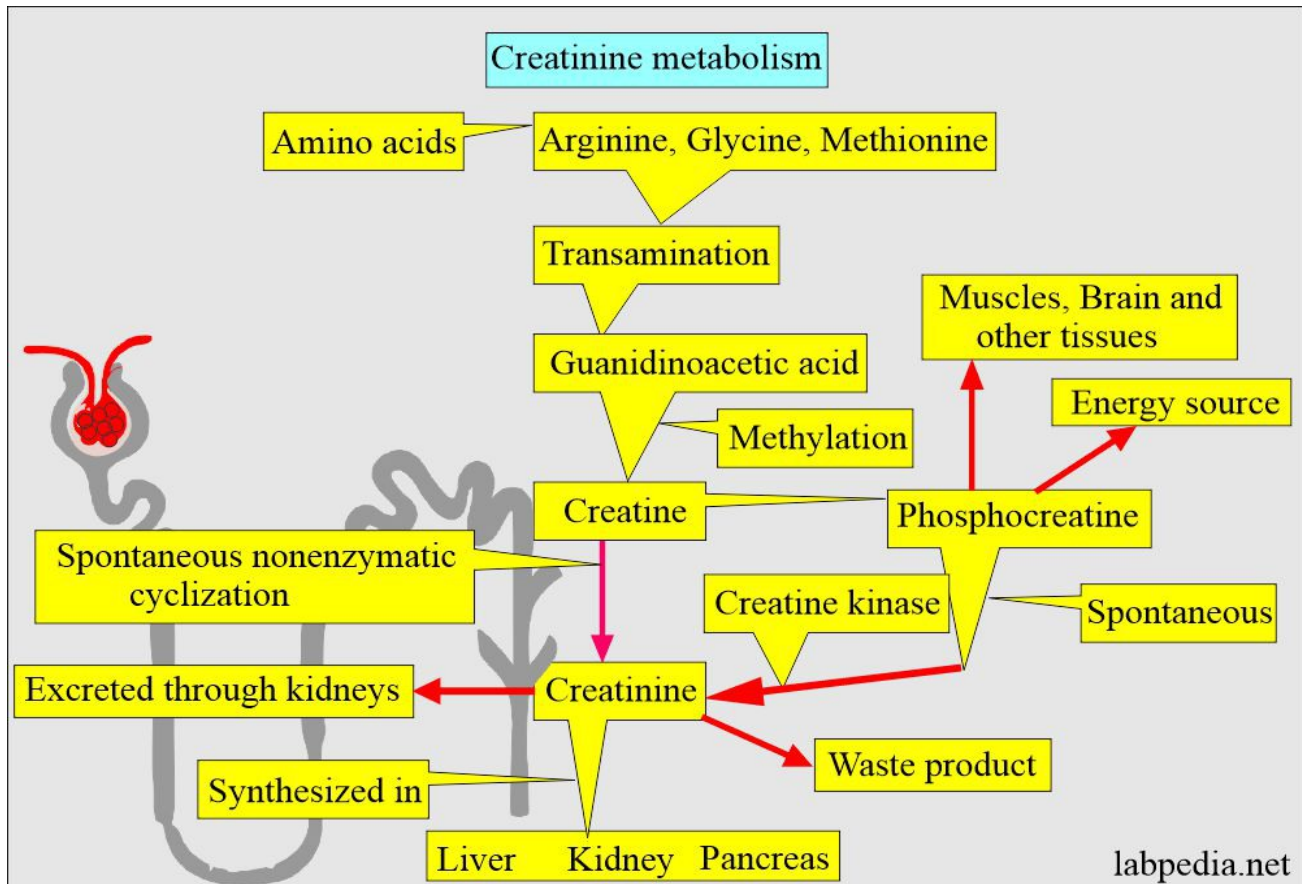 Creatinine metabolism
Amino acids
Arginine, Glycine, Methionine
Transamination
Muscles, Brain and
other tissues
Guanidinoacetic acid
Energy source
Methylation
Creatine
Phosphocreatine
Spontaneous nonenzymatic
cyclization
Creatine kinase
Spontaneous
Excreted through kidneys
Creatinine
Waste product
Synthesized in
Liver Kidney Pancreas
labpedia.net